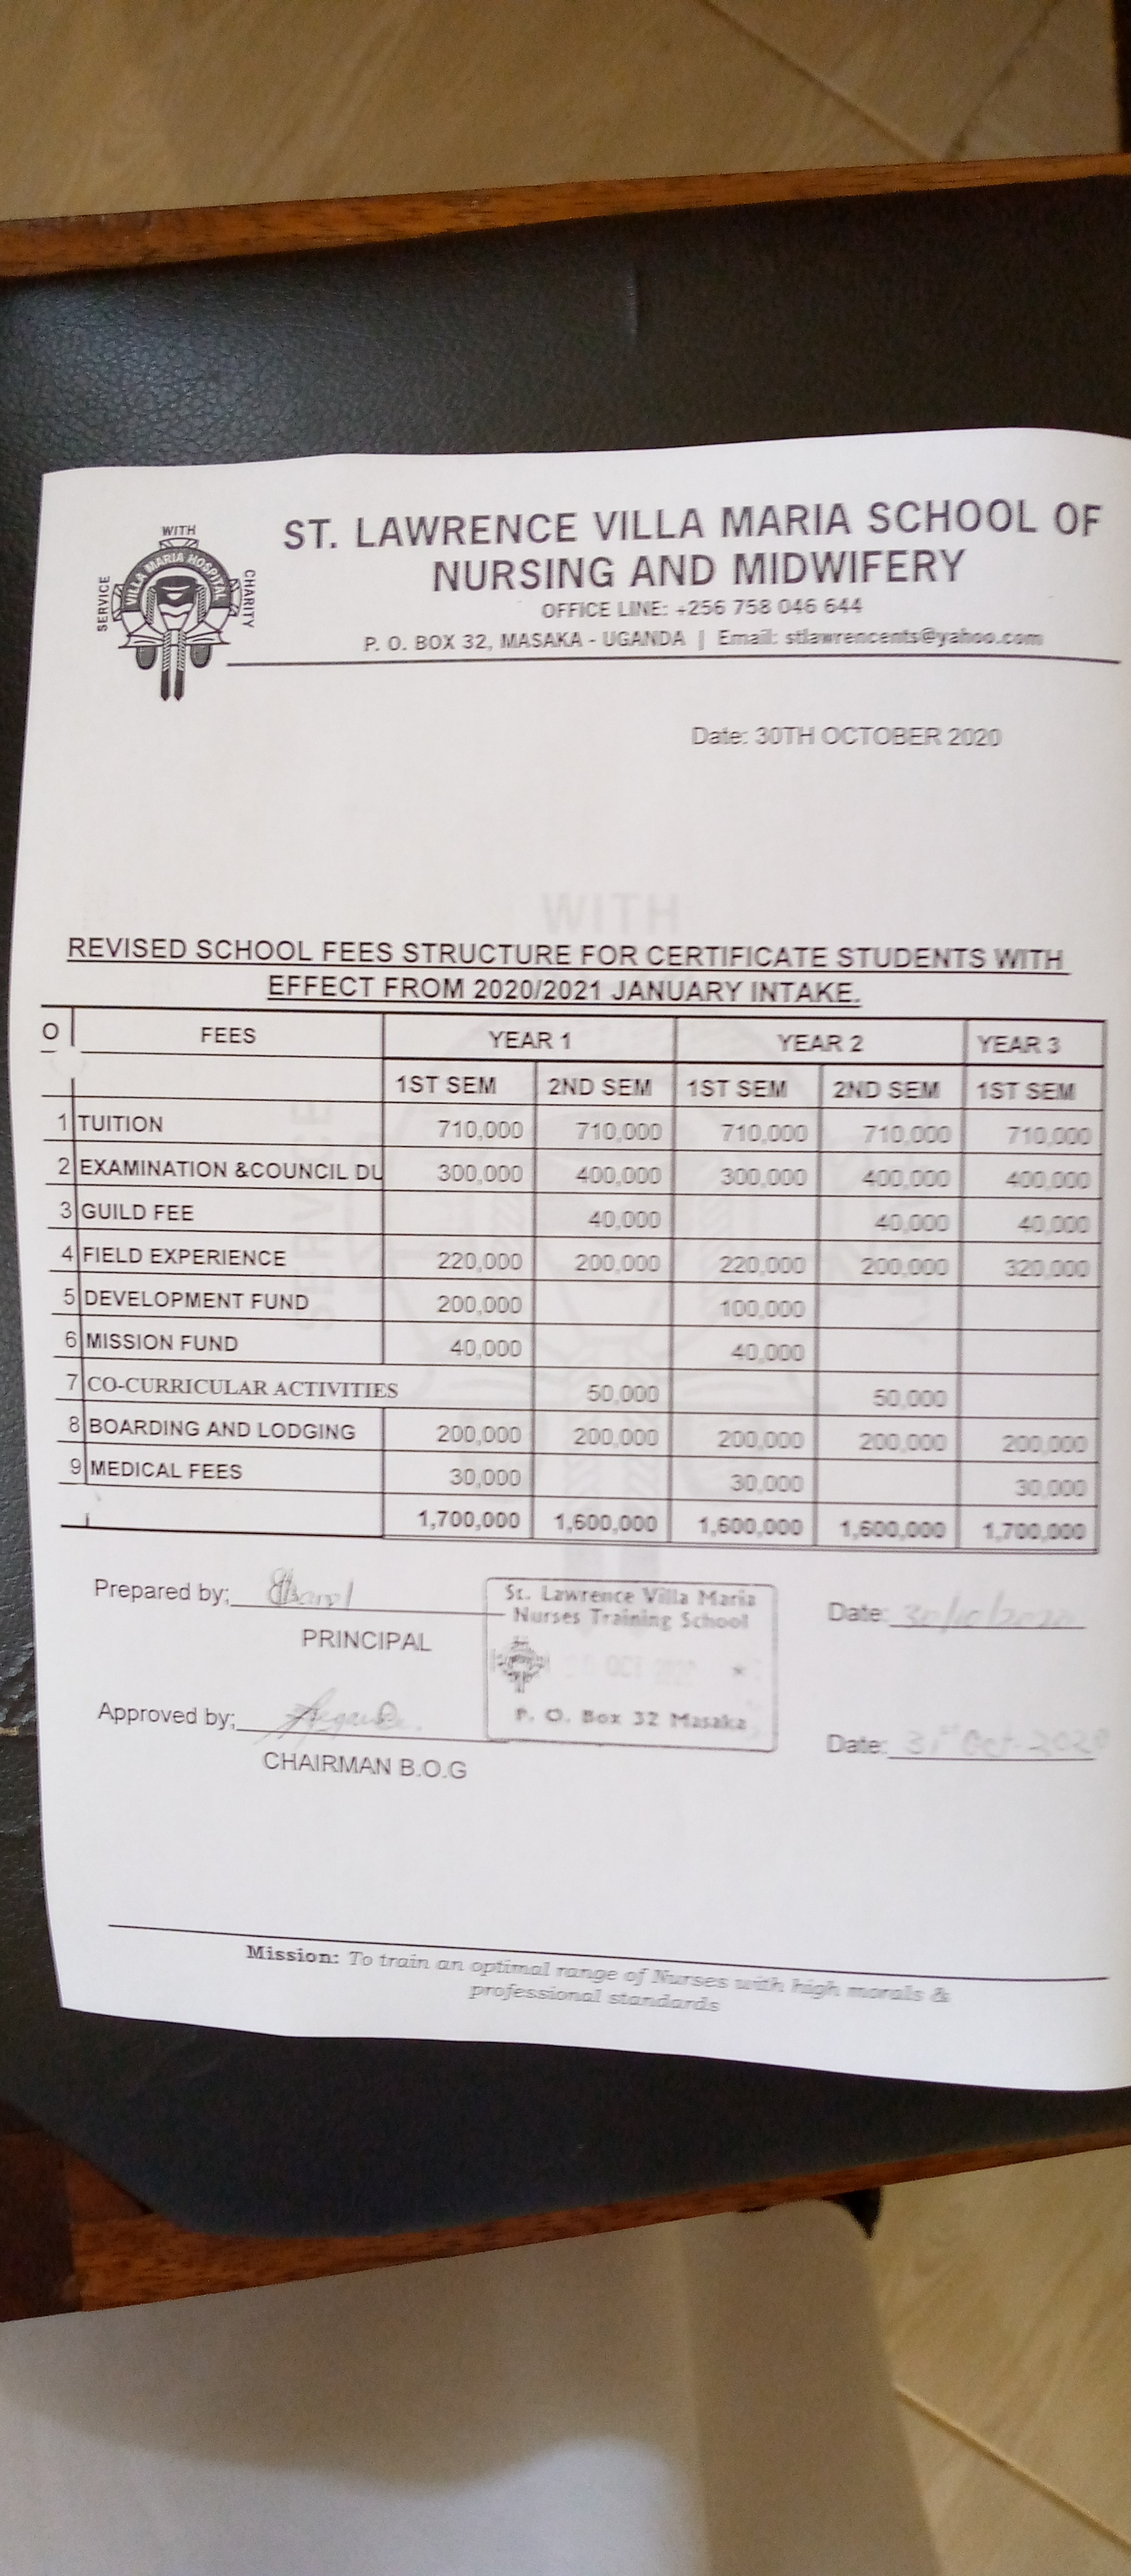 WITH
SERVICE
VILLA MARIA HOSPITAL
CHARITY
ST. LAWRENCE VILLA MARIA SCHOOL OF
NURSING AND MIDWIFERY
OFFICE LINE: +256 758 046 644
P. O. BOX 32, MASAKA - UGANDA | Email: stlawrencents@yahoo.com
Date: 30TH OCTOBER 2020
WITH
SERVICE
REVISED SCHOOL FEES STRUCTURE FOR CERTIFICATE STUDENTS WITH
EFFECT FROM 2020/2021 JANUARY INTAKE.
O FEES YEAR 1 YEAR 2 YEAR 3
1ST SEM 2ND SEM 1ST SEM 2ND SEM 1ST SEM
1 TUITION 710,000 710,000 710,000 710,000 710,000
2 EXAMINATION &COUNCIL DU 300,000 400,000 300,000 400,000 400,000
3 GUILD FEE 40,000 40,000 40,000
4 FIELD EXPERIENCE 220,000 200,000 220,000 200,000 320,000
5 DEVELOPMENT FUND 200,000 100,000
6 MISSION FUND 40,000 40,000
7 CO-CURRICULAR ACTIVITIES 50,000 50,000
8 BOARDING AND LODGING 200,000 200,000 200,000 200,000 200,000
9 MEDICAL FEES 30,000 30,000 30,000
1,700,000 1,600,000 1,600,000 1,600,000 1,700,000
Prepared by;
PRINCIPAL
St. Lawrence Villa Maria
Nurses Training School
OCT
P. O. Box 32 Masaka
Date: 30/10/2020
Approved by;
CHAIRMAN B.O.G
Date: 31st Oct. 2020
Mission: To train an optimal range of Nurses with high morals &
professional standards